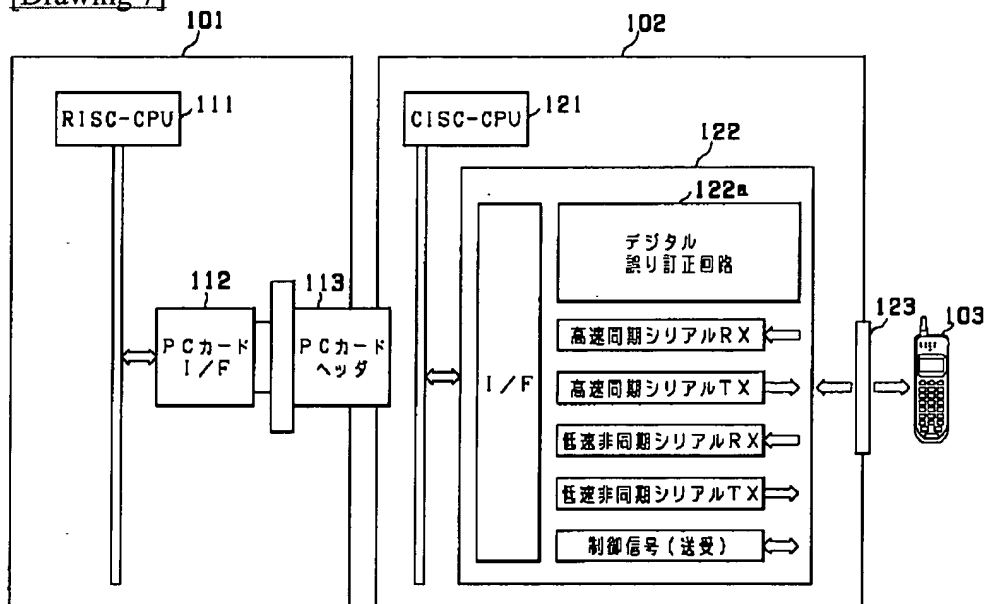 [Drawing 7]
101
102
RISC-CPU
111
CISC-CPU
121
122
122a
デジタル
誤り訂正回路
112
113
123
103
PCカード
I/F
PCカード
ヘッダ
I/F
高速同期シリアルRX
高速同期シリアルTX
低速非同期シリアルRX
低速非同期シリアルTX
制御信号(送受)